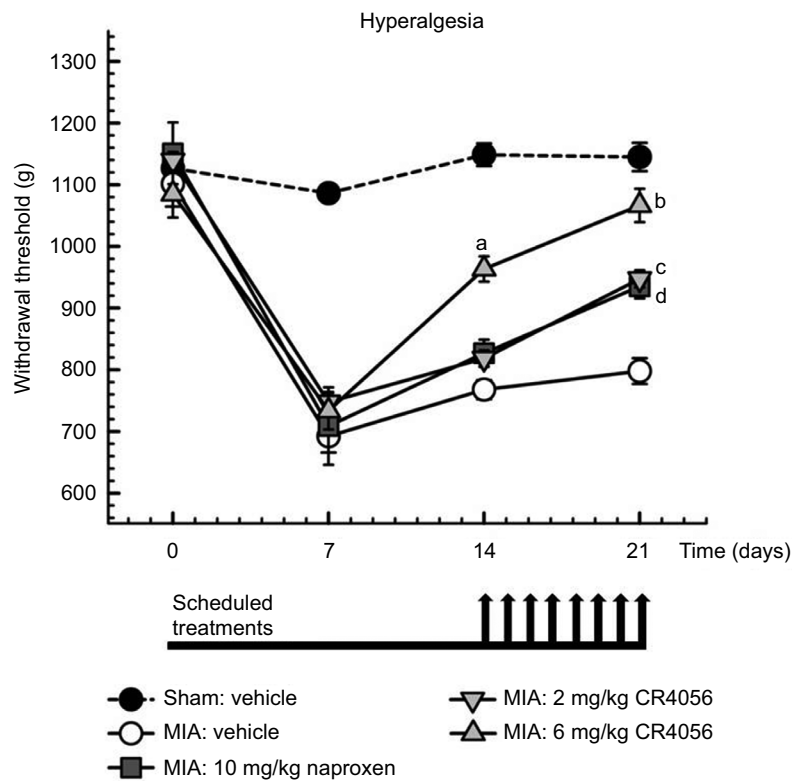 Hyperalgesia
1300
1200
1100
1000
900
800
700
600
Withdrawal threshold (g)
a
b
c
d
0 7 14 21 Time (days)
Scheduled
treatments
Sham: vehicle
MIA: vehicle
MIA: 10 mg/kg naproxen
MIA: 2 mg/kg CR4056
MIA: 6 mg/kg CR4056